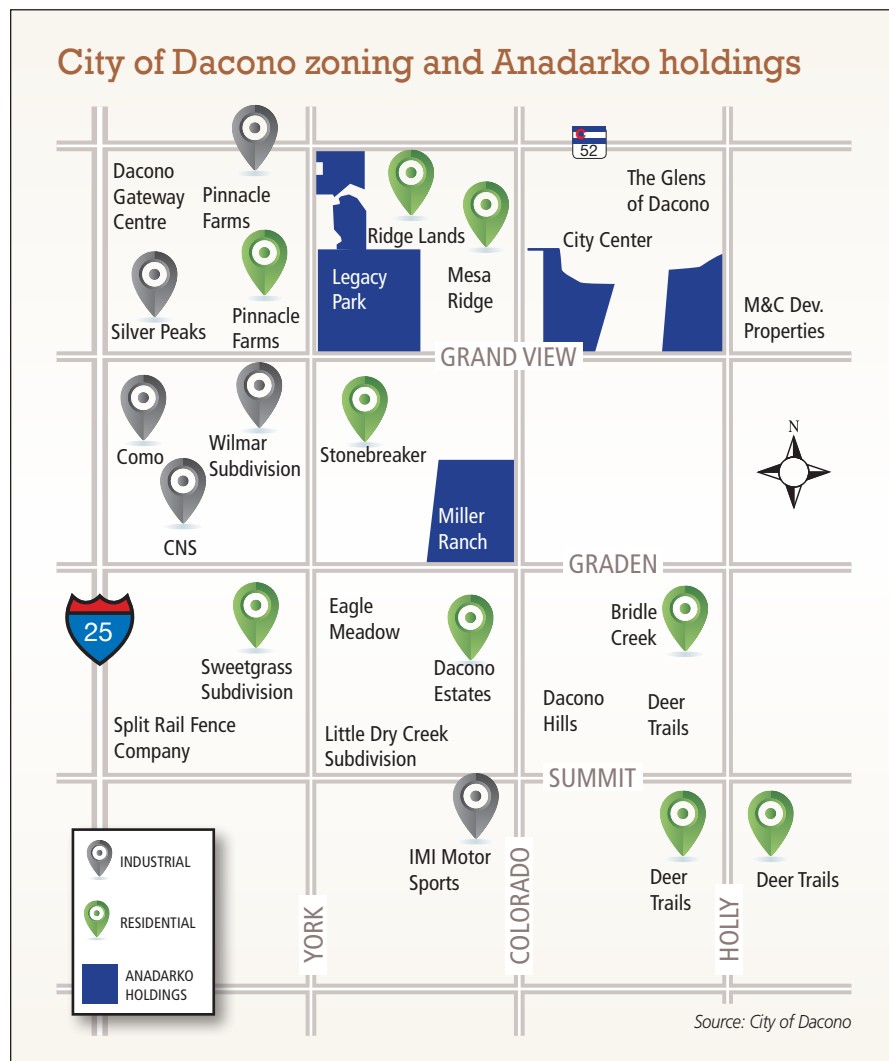 City of Dacono zoning and Anadarko holdings
52
Dacono
Gateway
Centre
Pinnacle
Farms
Ridge Lands
The Glens
of Dacono
City Center
Silver Peaks
Pinnacle
Farms
Legacy
Park
Mesa
Ridge
M&C Dev.
Properties
GRAND VIEW
Como
Wilmar
Subdivision
Stonebreaker
N
CNS
Miller
Ranch
GRADEN
25
Sweetgrass
Subdivision
Eagle
Meadow
Dacono
Estates
Bridle
Creek
Split Rail Fence
Company
Little Dry Creek
Subdivision
Dacono
Hills
Deer
Trails
SUMMIT
IMI Motor
Sports
Deer
Trails
Deer Trails
YORK
COLORADO
HOLLY
INDUSTRIAL
RESIDENTIAL
ANADARKO
HOLDINGS
Source: City of Dacono